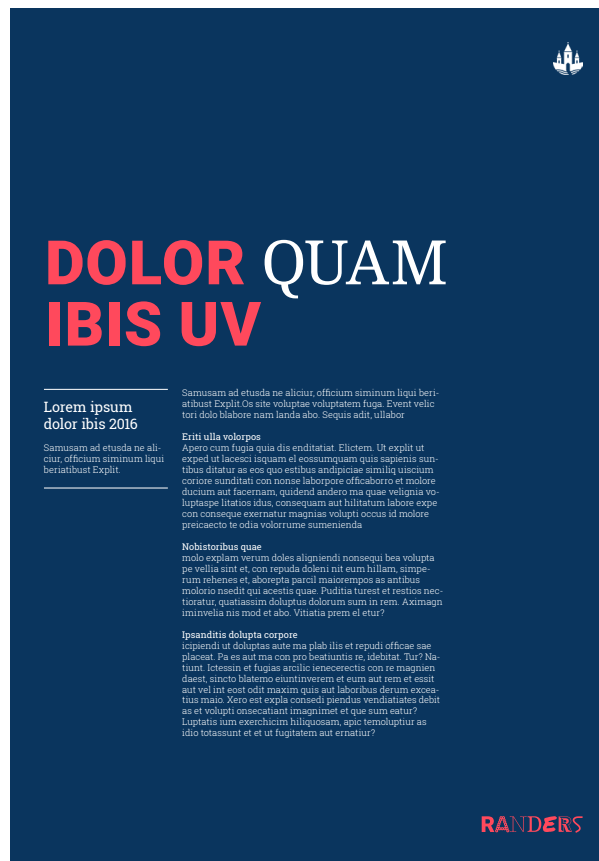 DOLOR QUAM
IBIS UV
Lorem ipsum
dolor ibis 2016
Samusam ad etusda ne ali-
ciur, officium siminum liqui
beriatibust Explit.
Samusam ad etusda ne aliciur, officium siminum liqui beri-
atibust Explit.Os site voluptae voluptatem fuga. Event velic
tori dolo blabore nam landa abo. Sequis adit, ullabor
Eriti ulla volorpos
Apero cum fugia quia dis enditatiat. Elictem. Ut explit ut
exped ut lacesci isquam el eossumquam quis sapienis sun-
tibus ditatur as eos quo estibus andipiciae similiq uiscium
coriore sunditati con nonse laborpore officaborro et molore
ducium aut facernam, quidend andero ma quae velignia vo-
luptaspe litatios idus, consequam aut hilitatum labore expe
con conseque exernatur magnias volupti occus id molore
preicaecto te odia volorrume sumenienda
Nobistoribus quae
molo explam verum doles aligniendi nonsequi bea volupta
pe vellia sint et, con repuda doleni nit eum hillam, simpe-
rum rehenes et, aborepta parcil maiorempos as antibus
molorio nsedit qui acestis quae. Puditia turest et restios nec-
tioratur, quatiassim doluptus dolorum sum in rem. Aximagn
iminvelia nis mod et abo. Vitiatia prem el etur?
Ipsanditis dolupta corpore
icipiendi ut doluptas aute ma plab ilis et repudi officae sae
placeat. Pa es aut ma con pro beatiuntis re, idebitat. Tur? Na-
tiunt. Ictessin et fugias arcilic ienecerectis con re magnien
daest, sincto blatemo eiuntinverem et eum aut rem et essit
aut vel int eost odit maxim quis aut laboribus derum excea-
tius maio. Xero est expla consedi piendus vendiatiates debit
as et volupti onsecatiant imagnimet et que sum eatur?
Luptatis ium exerchicim hiliquosam, apic temoluptiur as
idio totassunt et et ut fugitatem aut ernatiur?
RANDERS